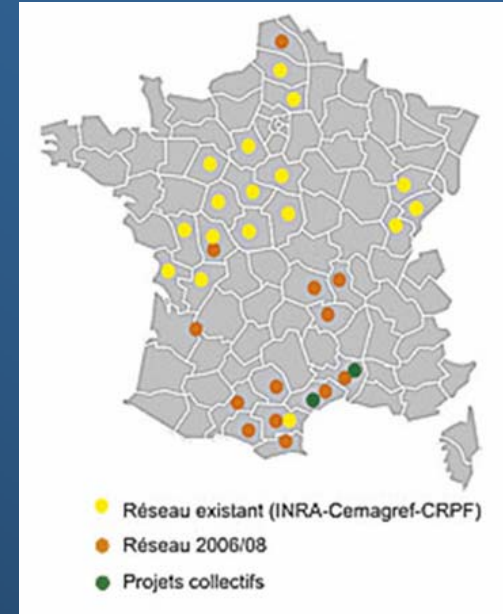 Réseau existant (INRA-Cemagref-CRPF)
Réseau 2006/08
Projets collectifs